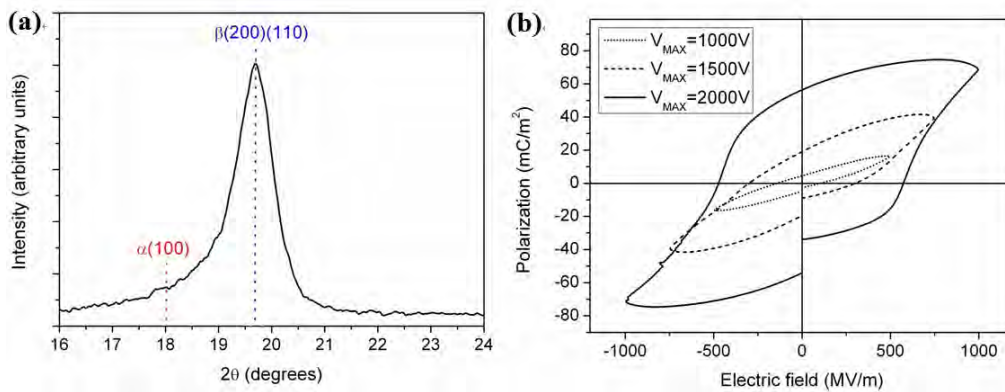 (a)
β(200)(110)
α(100)
Intensity (arbitrary units)
16 17 18 19 20 21 22 23 24
2θ (degrees)
(b)
V_MAX=1000V
V_MAX=1500V
V_MAX=2000V
80
60
40
20
0
-20
-40
-60
-80
Polarization (mC/m²)
-1000 -500 0 500 1000
Electric field (MV/m)